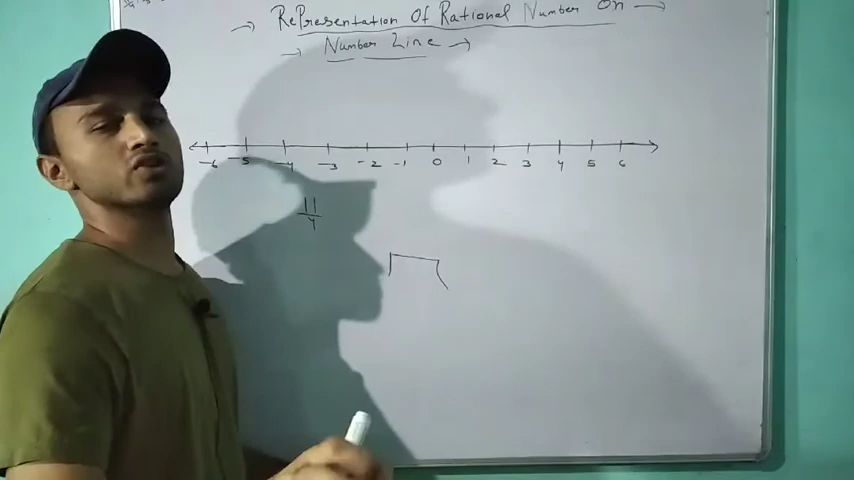 → RePresentation Of Rational Number On →
→ Number Line →
-6 -5 -4 -3 -2 -1 0 1 2 3 4 5 6
11
4